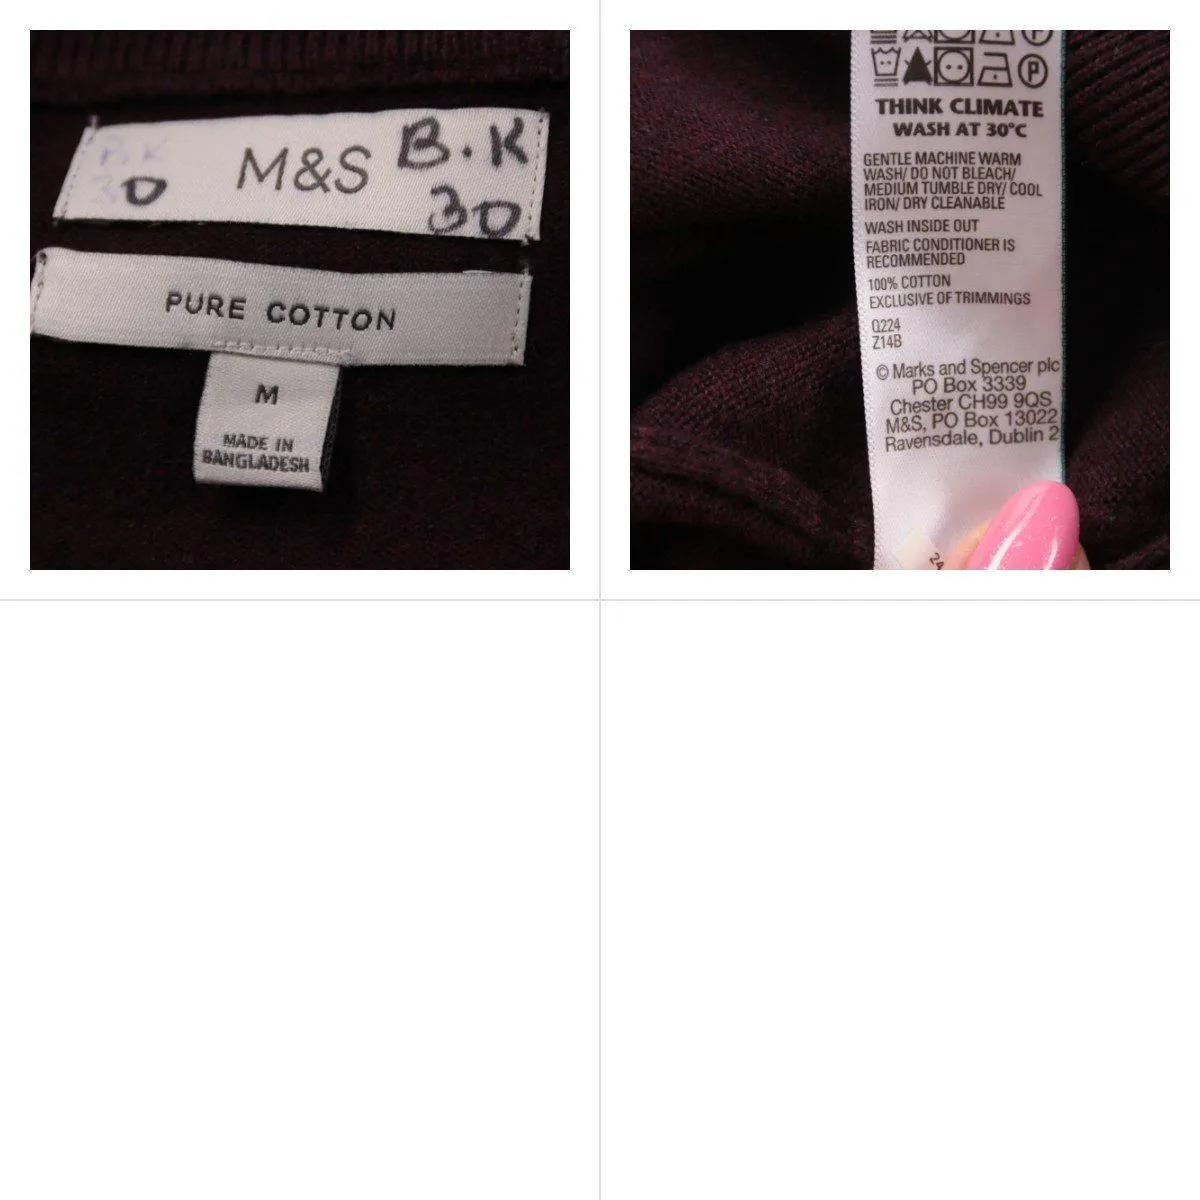 B.K
30
M&S
B.K
30
PURE COTTON
M
MADE IN
BANGLADESH
P
THINK CLIMATE
WASH AT 30°C
GENTLE MACHINE WARM
WASH/ DO NOT BLEACH/
MEDIUM TUMBLE DRY/ COOL
IRON/ DRY CLEANABLE
WASH INSIDE OUT
FABRIC CONDITIONER IS
RECOMMENDED
100% COTTON
EXCLUSIVE OF TRIMMINGS
Q224
Z14B
© Marks and Spencer plc
PO Box 3339
Chester CH99 9QS
M&S, PO Box 13022
Ravensdale, Dublin 2
24